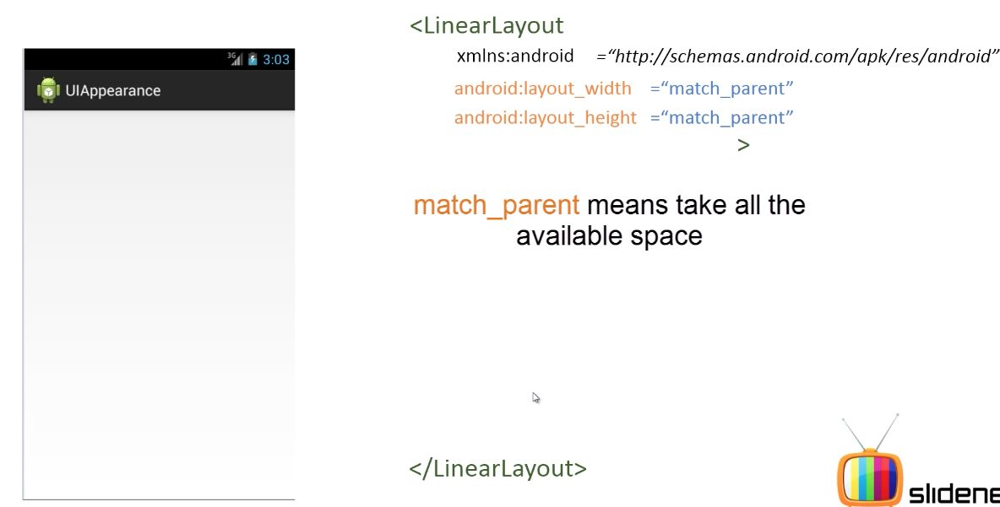 3G 3:03
UIAppearance
<LinearLayout
xmlns:android =“http://schemas.android.com/apk/res/android”
android:layout_width =“match_parent”
android:layout_height =“match_parent”
>
match_parent means take all the
available space
</LinearLayout>
slidene